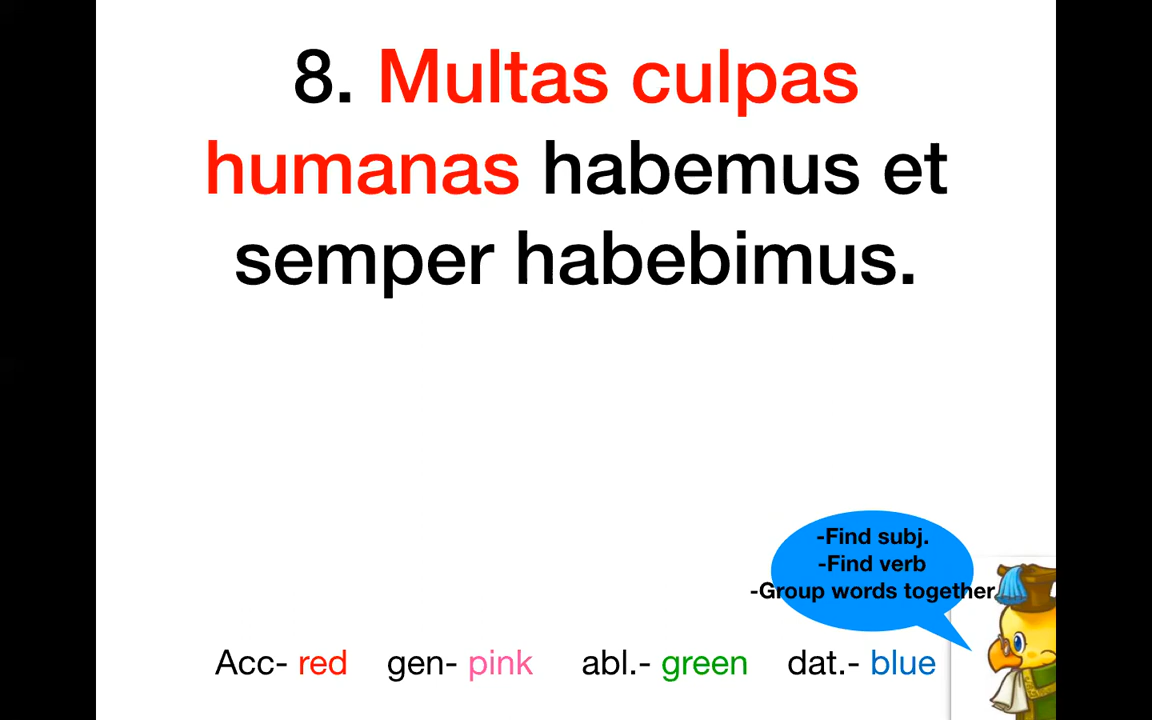 8. Multas culpas
humanas habemus et
semper habebimus.
-Find subj.
-Find verb
-Group words together
Acc- red gen- pink abl.- green dat.- blue